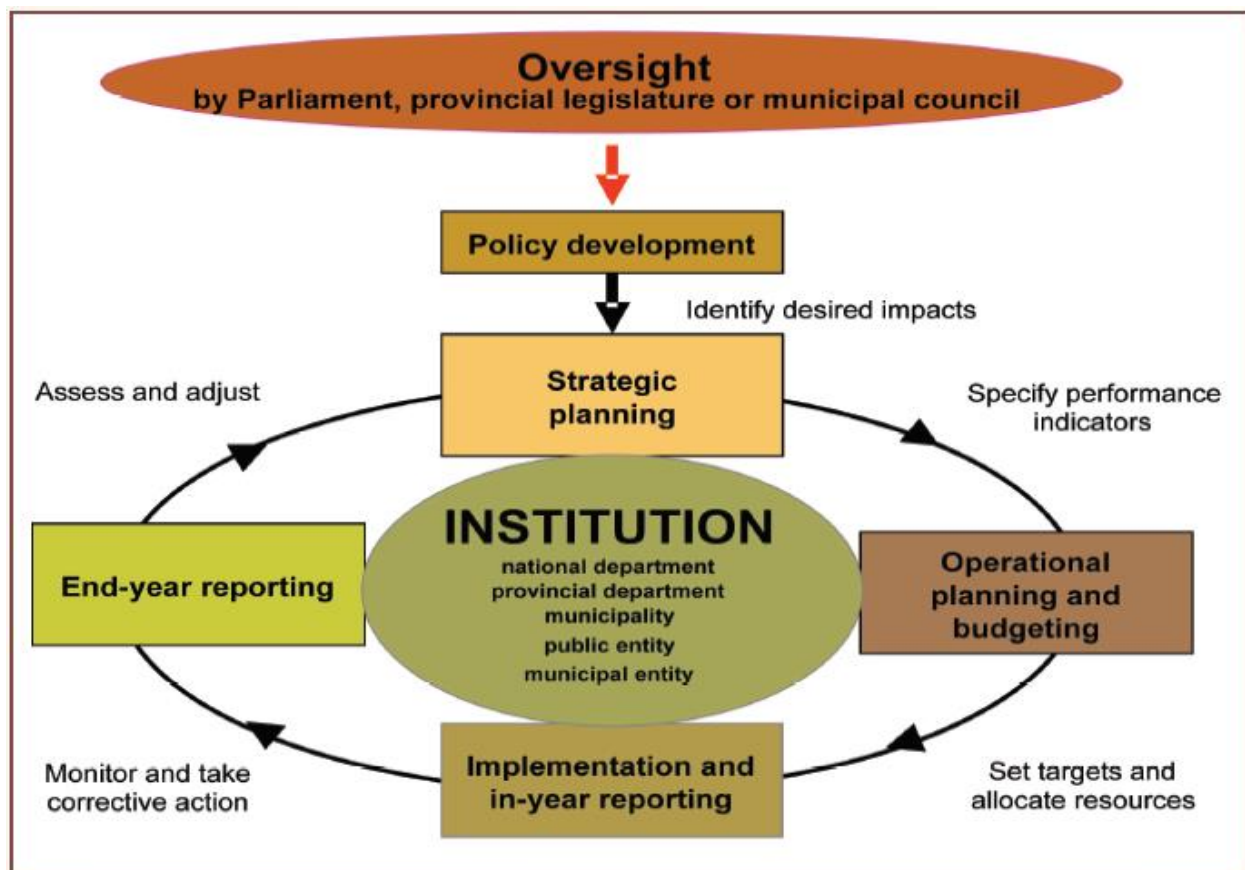 Oversight
by Parliament, provincial legislature or municipal council
Policy development
Identify desired impacts
Strategic
planning
Assess and adjust
Specify performance
indicators
INSTITUTION
national department
provincial department
municipality
public entity
municipal entity
End-year reporting
Operational
planning and
budgeting
Implementation and
in-year reporting
Monitor and take
corrective action
Set targets and
allocate resources